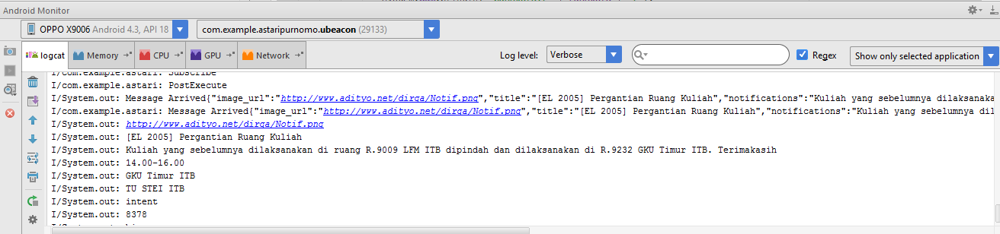 Android Monitor
OPPO X9006 Android 4.3, API 18
com.example.astaripurnomo.ubeacon (29133)
logcat
Memory
CPU
GPU
Network
Log level:
Verbose
Regex
Show only selected application
I/com.example.astari: Subscribe
I/com.example.astari: PostExecute
I/System.out: Message Arrived{"image_url":"http://www.adityo.net/dirga/Notif.png","title":"[EL 2005] Pergantian Ruang Kuliah","notifications":"Kuliah yang sebelumnya dilaksanaka
I/com.example.astari: Message Arrived{"image_url":"http://www.adityo.net/dirga/Notif.png","title":"[EL 2005] Pergantian Ruang Kuliah","notifications":"Kuliah yang sebelumnya dil
I/System.out: http://www.adityo.net/dirga/Notif.png
I/System.out: [EL 2005] Pergantian Ruang Kuliah
I/System.out: Kuliah yang sebelumnya dilaksanakan di ruang R.9009 LFM ITB dipindah dan dilaksanakan di R.9232 GKU Timur ITB. Terimakasih
I/System.out: 14.00-16.00
I/System.out: GKU Timur ITB
I/System.out: TU STEI ITB
I/System.out: intent
I/System.out: 8378